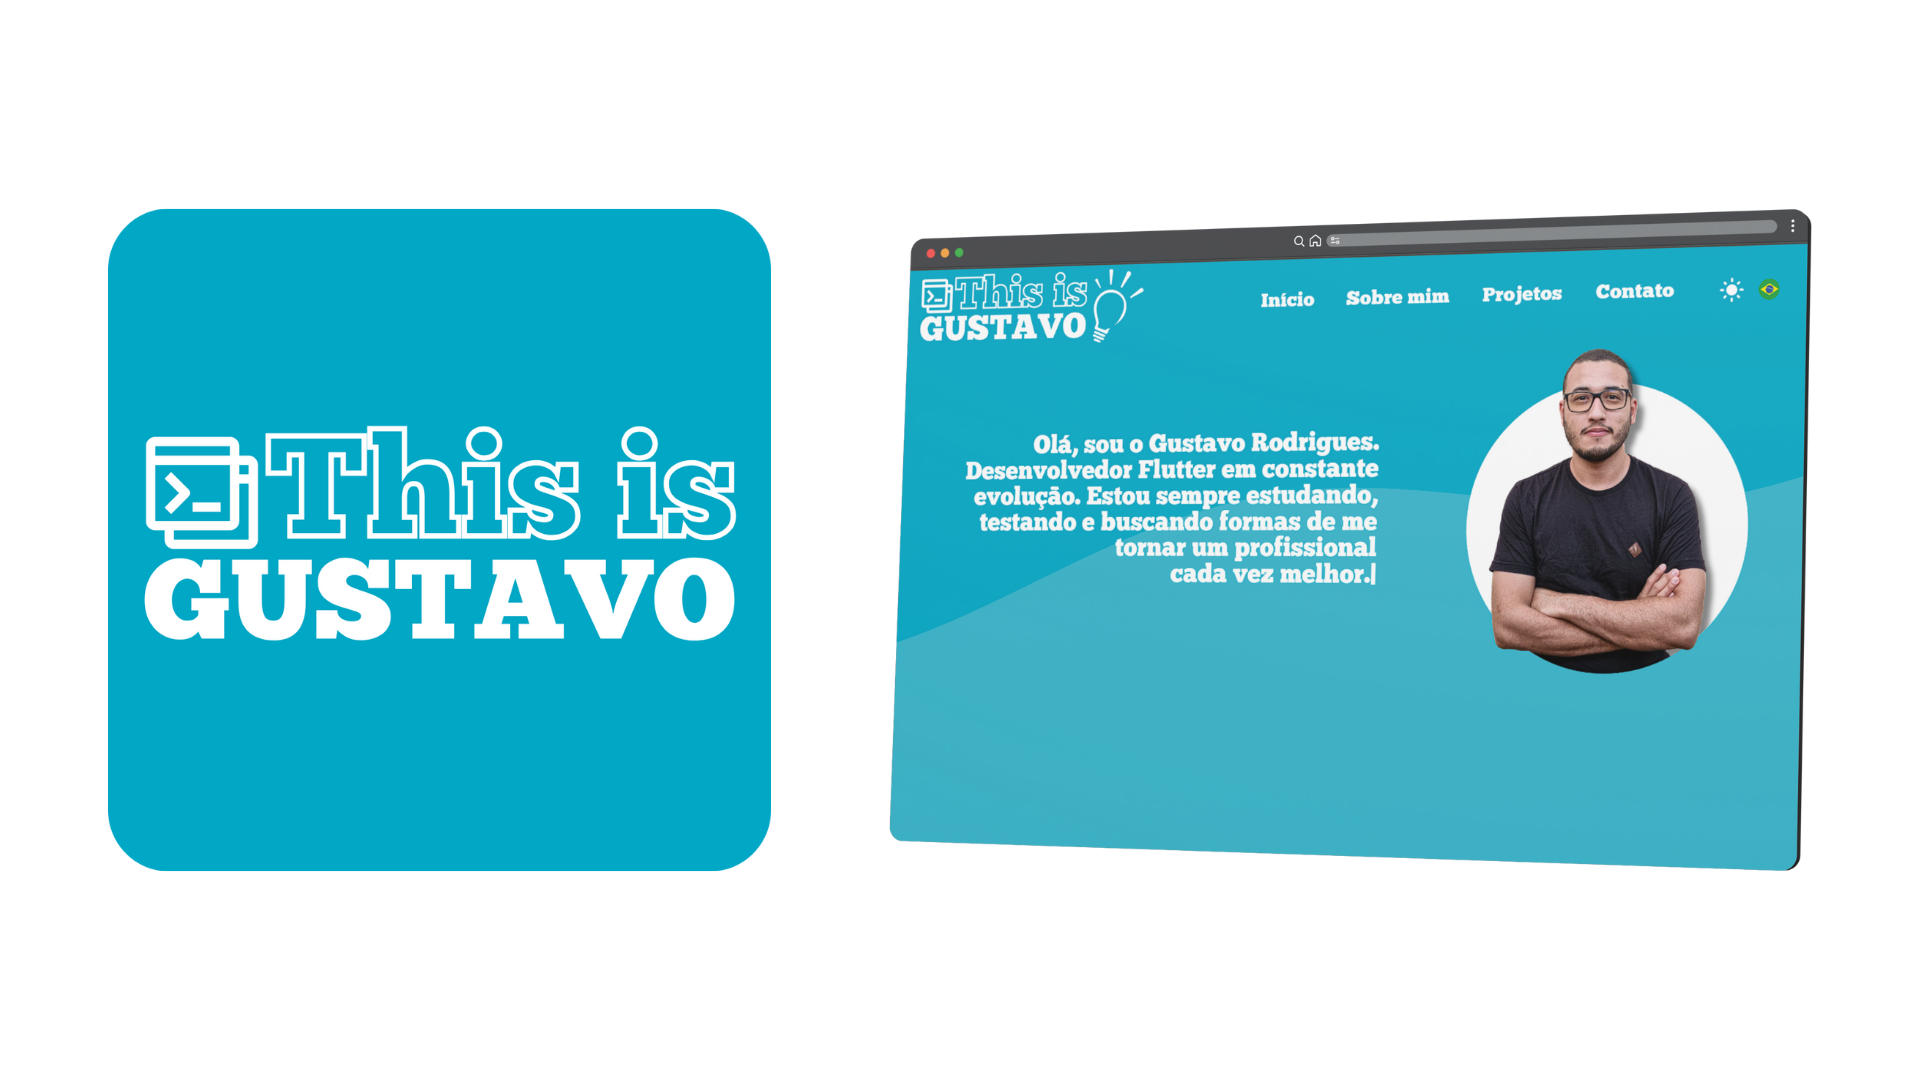 This is
GUSTAVO
This is
GUSTAVO
Início
Sobre mim
Projetos
Contato
Olá, sou o Gustavo Rodrigues.
Desenvolvedor Flutter em constante
evolução. Estou sempre estudando,
testando e buscando formas de me
tornar um profissional
cada vez melhor.|